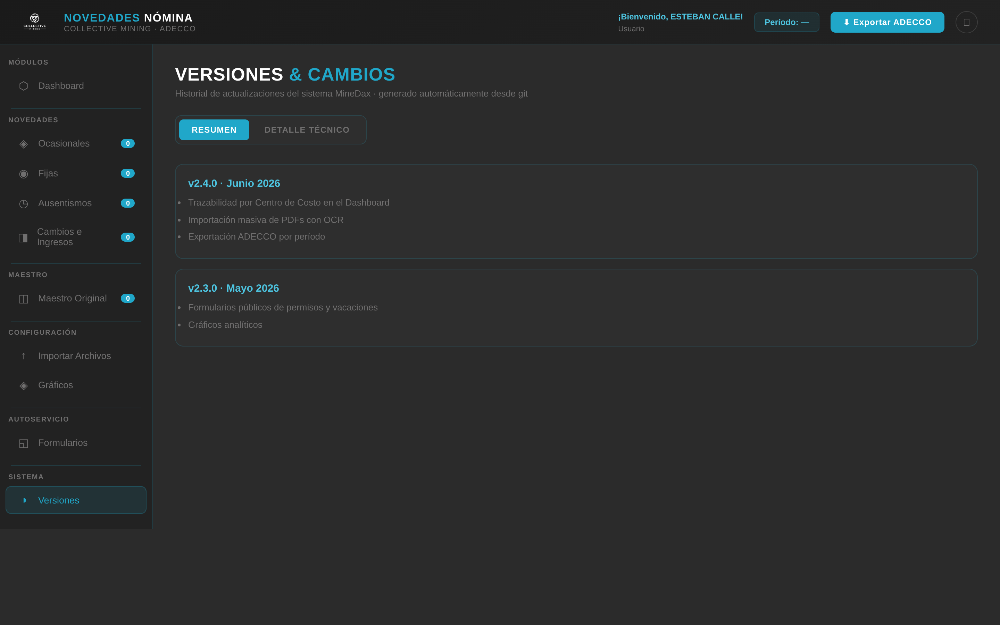 COLLECTIVE
MINING
NOVEDADES NÓMINA
COLLECTIVE MINING · ADECCO
¡Bienvenido, ESTEBAN CALLE!
Usuario
Período: —
⬇ Exportar ADECCO
MÓDULOS
Dashboard
NOVEDADES
Ocasionales 0
Fijas 0
Ausentismos 0
Cambios e
Ingresos 0
MAESTRO
Maestro Original 0
CONFIGURACIÓN
↑ Importar Archivos
Gráficos
AUTOSERVICIO
Formularios
SISTEMA
Versiones
VERSIONES & CAMBIOS
Historial de actualizaciones del sistema MineDax · generado automáticamente desde git
RESUMEN
DETALLE TÉCNICO
v2.4.0 · Junio 2026
• Trazabilidad por Centro de Costo en el Dashboard
• Importación masiva de PDFs con OCR
• Exportación ADECCO por período
v2.3.0 · Mayo 2026
• Formularios públicos de permisos y vacaciones
• Gráficos analíticos